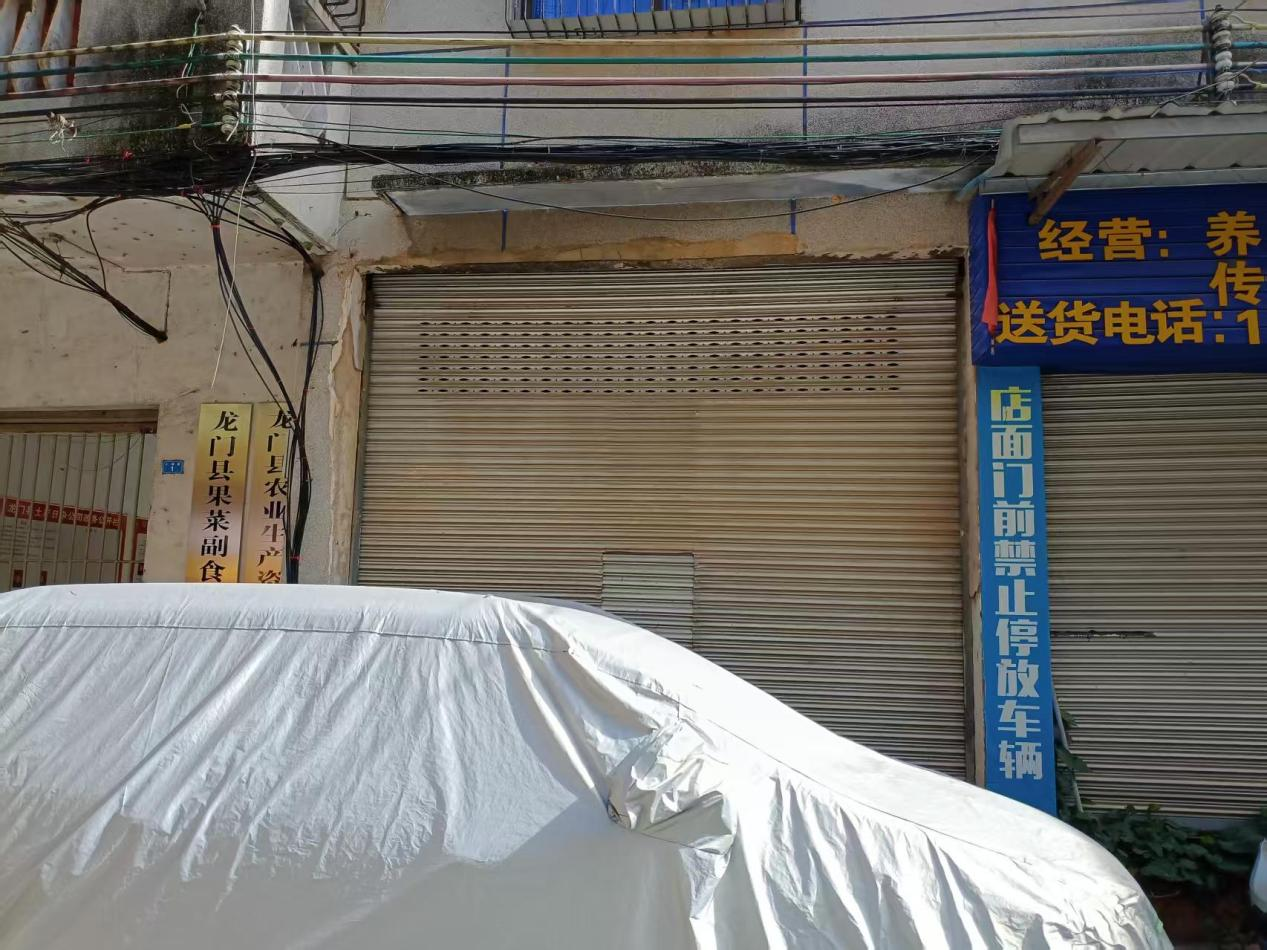 龙门县果菜副食
龙门县农业生产资
经营：养
传
送货电话：1
店面门前禁止停放车辆